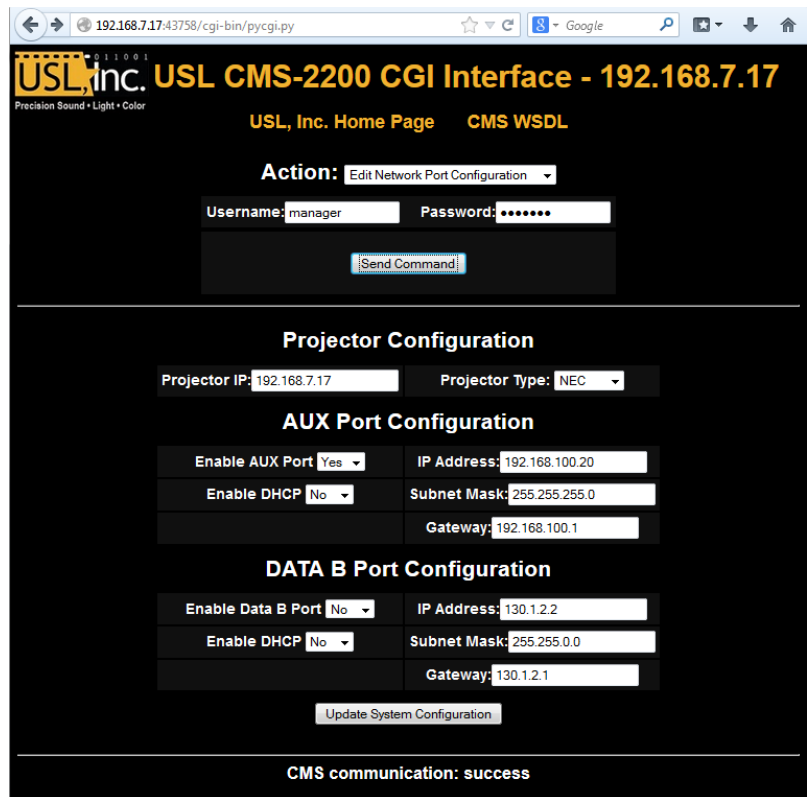 192.168.7.17:43758/cgi-bin/pycgi.py
Google
011001
USL,inc.
Precision Sound • Light • Color
USL CMS-2200 CGI Interface - 192.168.7.17
USL, Inc. Home Page CMS WSDL
Action: Edit Network Port Configuration
Username: manager Password: •••••••
Send Command
Projector Configuration
Projector IP: 192.168.7.17 Projector Type: NEC
AUX Port Configuration
Enable AUX Port Yes IP Address: 192.168.100.20
Enable DHCP No Subnet Mask: 255.255.255.0
Gateway: 192.168.100.1
DATA B Port Configuration
Enable Data B Port No IP Address: 130.1.2.2
Enable DHCP No Subnet Mask: 255.255.0.0
Gateway: 130.1.2.1
Update System Configuration
CMS communication: success